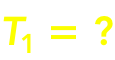 T₁ = ?